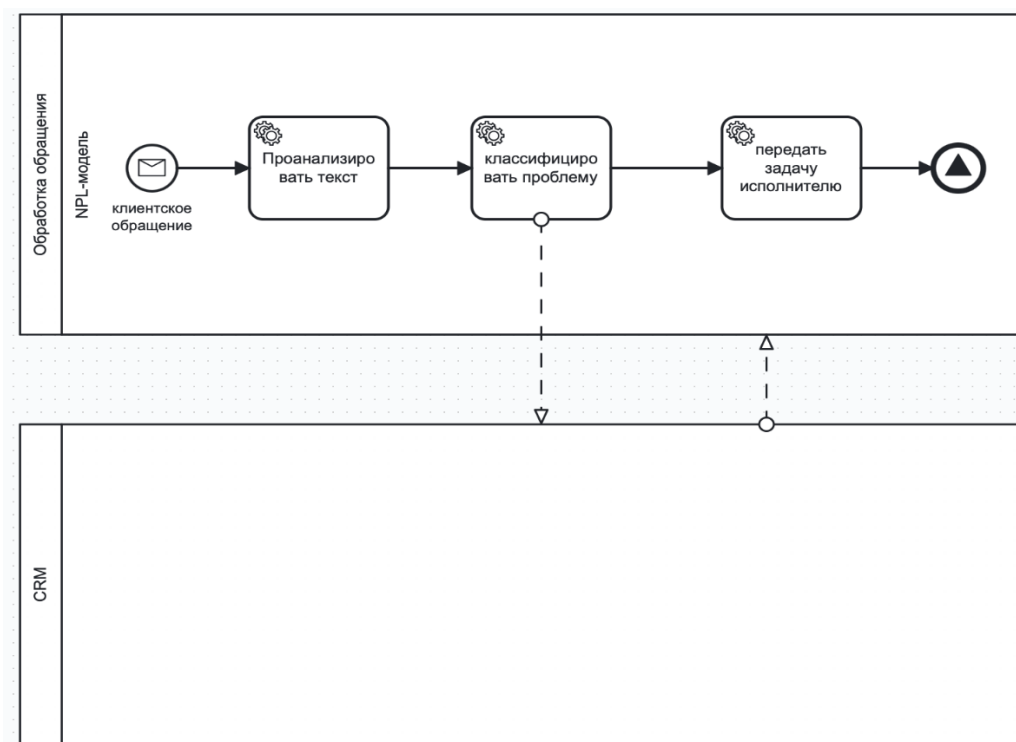 Обработка обращения
NPL-модель
клиентское
обращение
Проанализиро
вать текст
классифициро
вать проблему
передать
задачу
исполнителю
CRM